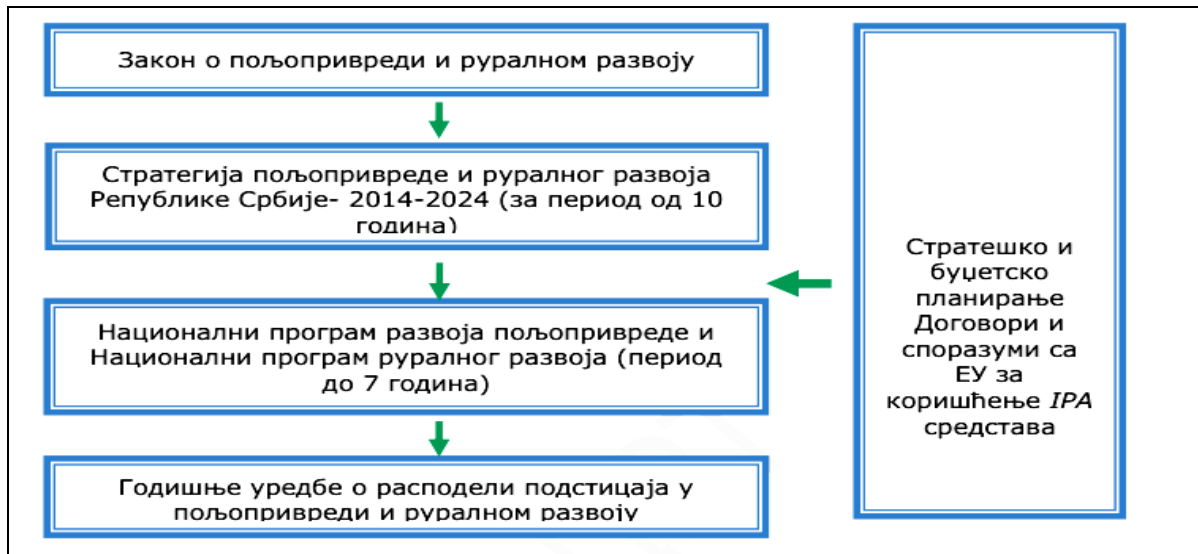 Закон о пољопривреди и руралном развоју
Стратегија пољопривреде и руралног развоја
Републике Србије- 2014-2024 (за период од 10
година)
Национални програм развоја пољопривреде и
Национални програм руралног развоја (период
до 7 година)
Годишње уредбе о расподели подстицаја у
пољопривреди и руралном развоју
Стратешко и
буџетско
планирање
Договори и
споразуми са
ЕУ за
коришћење IPA
средстава